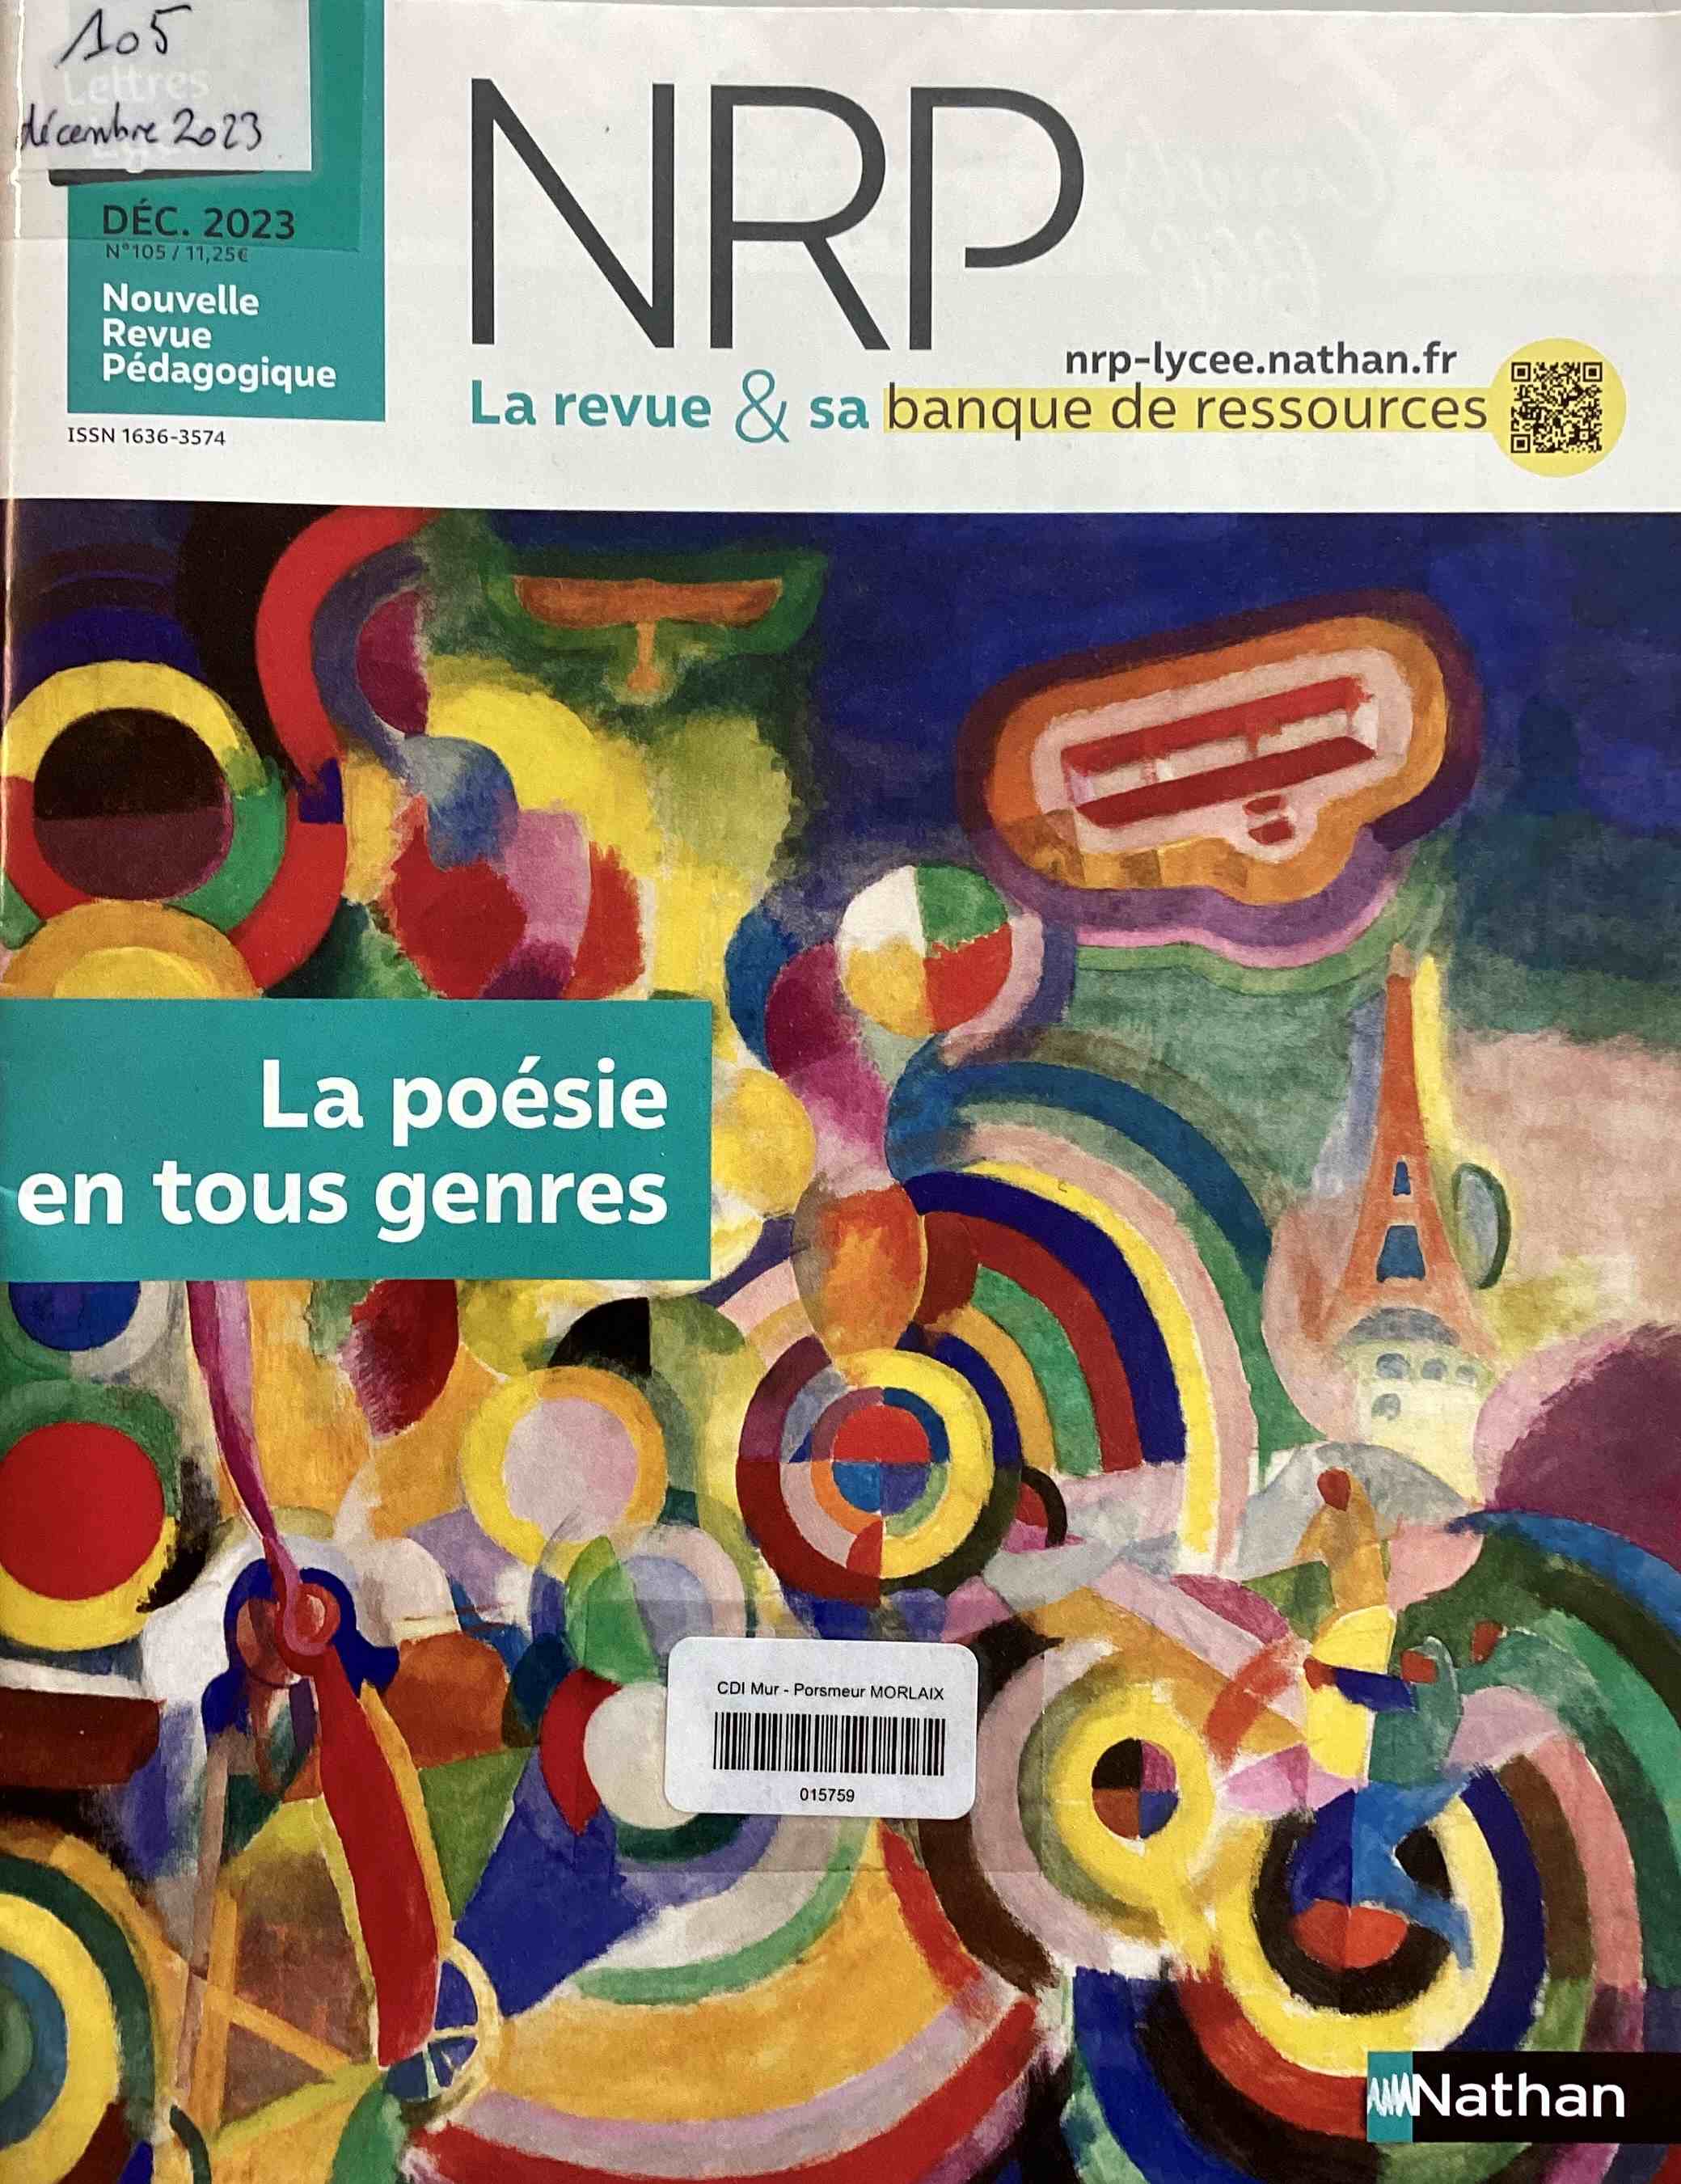 105
Lettres
décembre 2023
DÉC. 2023
N°105 / 11,25€
Nouvelle
Revue
Pédagogique
ISSN 1636-3574
NRP
nrp-lycee.nathan.fr
La revue & sa banque de ressources
La poésie
en tous genres
CDI Mur - Porsmeur MORLAIX
015759
Nathan